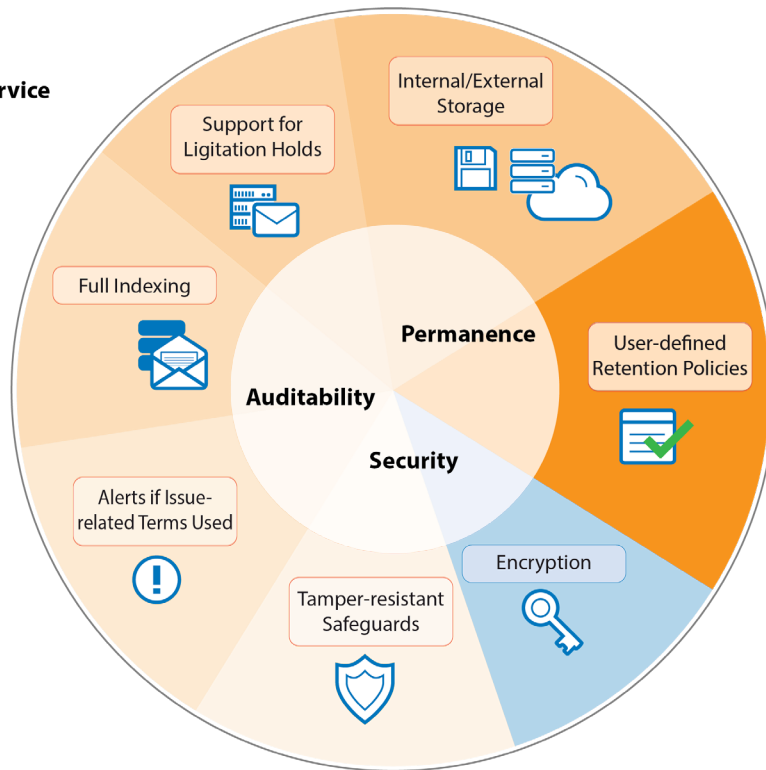 Internal/External
Storage
Support for
Ligitation Holds
Full Indexing
Permanence
User-defined
Retention Policies
Auditability
Security
Alerts if Issue-
related Terms Used
Encryption
Tamper-resistant
Safeguards